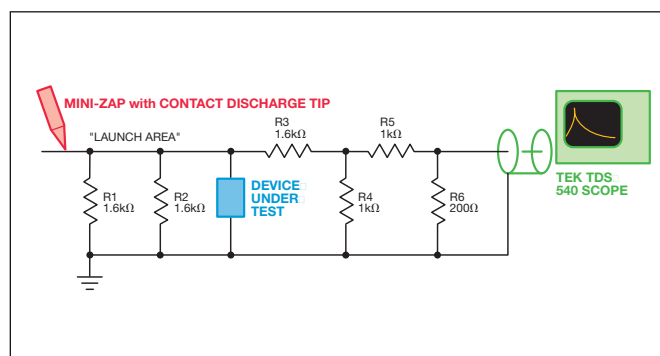 MINI-ZAP with CONTACT DISCHARGE TIP
"LAUNCH AREA"
R3
1.6kΩ
R5
1kΩ
R1
1.6kΩ
R2
1.6kΩ
DEVICE
UNDER
TEST
R4
1kΩ
R6
200Ω
TEK TDS
540 SCOPE